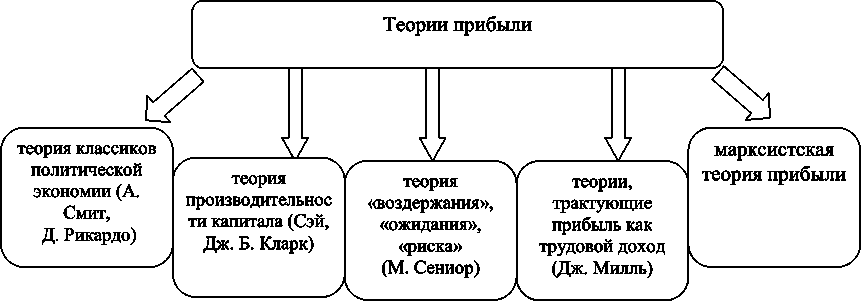 Теории прибыли
теория классиков
политической
экономии (А.
Смит,
Д. Рикардо)
теория
производительнос
ти капитала (Сэй,
Дж. Б. Кларк)
теория
«воздержания»,
«ожидания»,
«риска»
(М. Сениор)
теории,
трактующие
прибыль как
трудовой доход
(Дж. Милль)
марксистская
теория прибыли